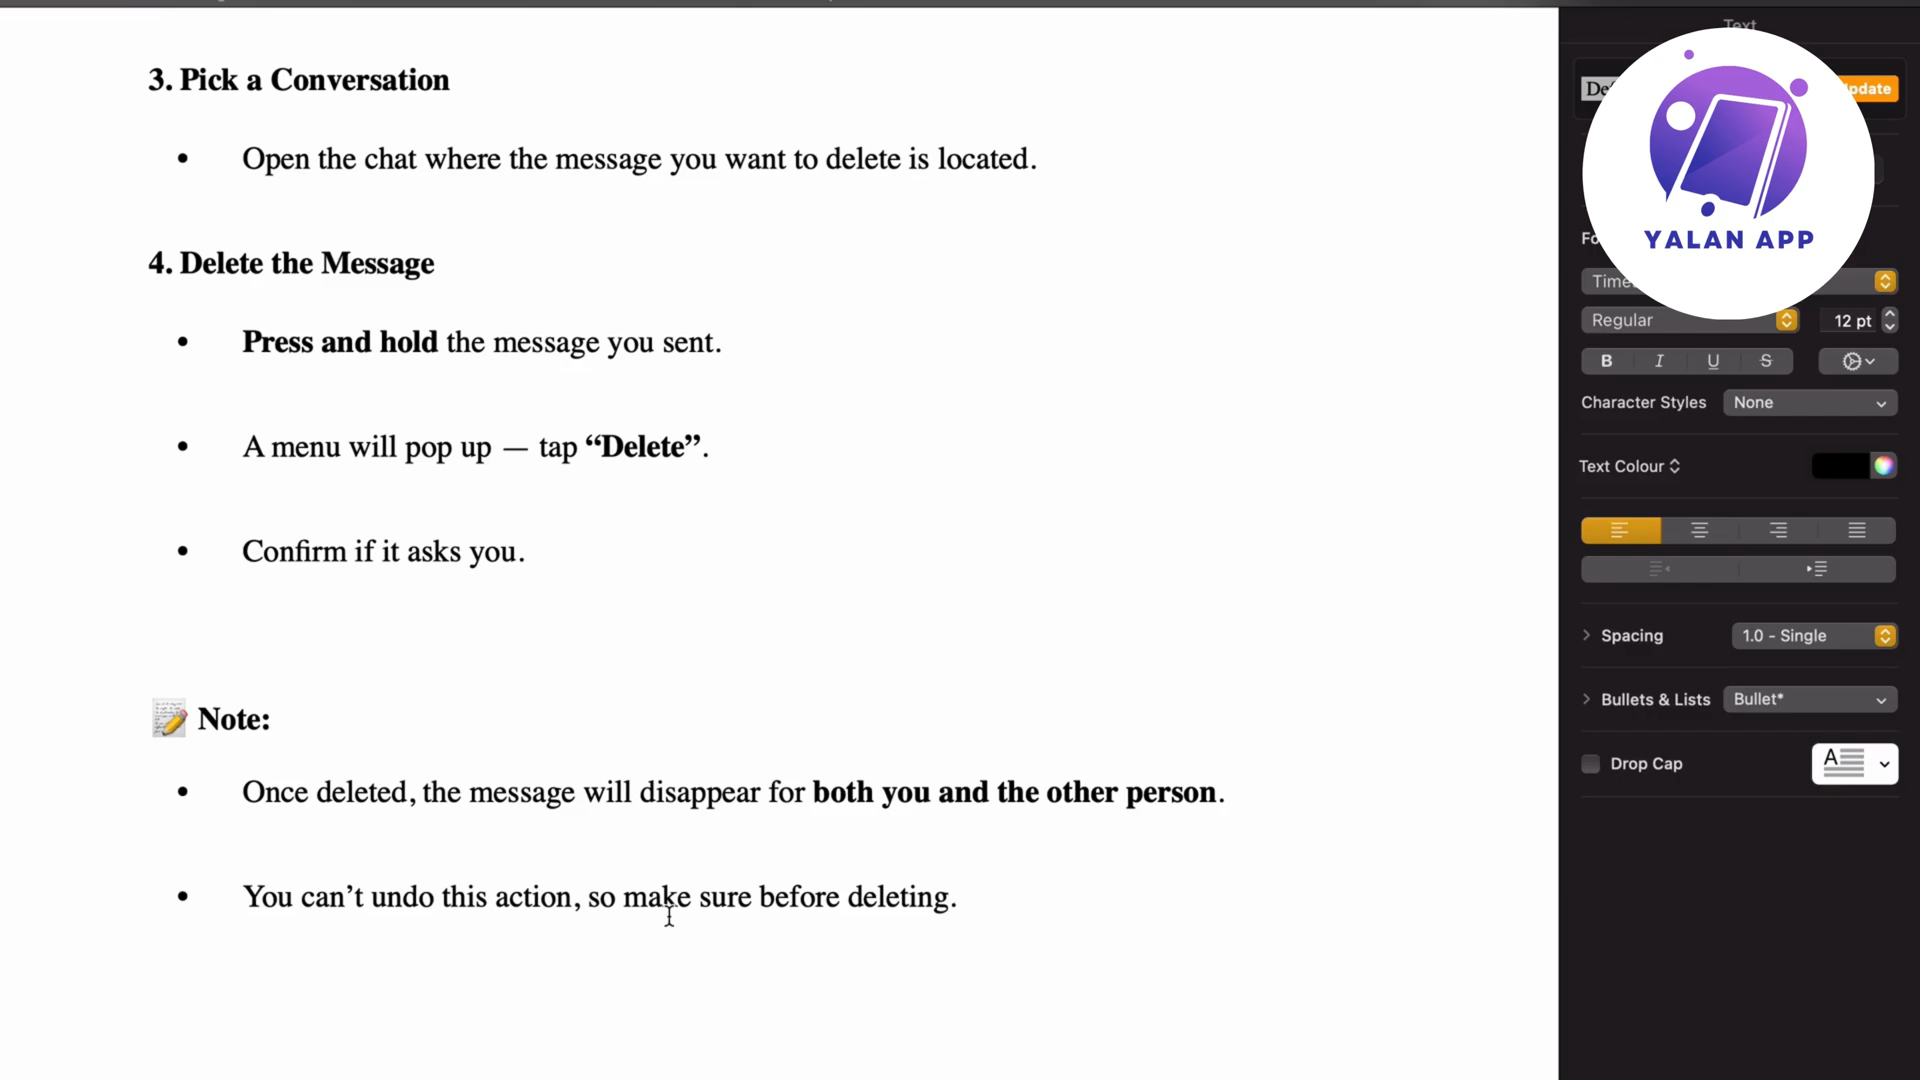 Text
3. Pick a Conversation
• Open the chat where the message you want to delete is located.
4. Delete the Message
• Press and hold the message you sent.
• A menu will pop up — tap “Delete”.
• Confirm if it asks you.
Note:
• Once deleted, the message will disappear for both you and the other person.
• You can’t undo this action, so make sure before deleting.
YALAN APP
Regular
12 pt
B I U S
Character Styles None
Text Colour
Spacing 1.0 - Single
Bullets & Lists Bullet*
Drop Cap
A